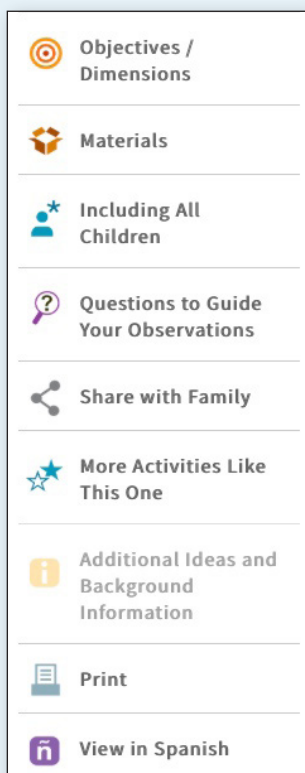 Objectives /
Dimensions
Materials
Including All
Children
?
Questions to Guide
Your Observations
Share with Family
More Activities Like
This One
i
Additional Ideas and
Background
Information
Print
ñ
View in Spanish